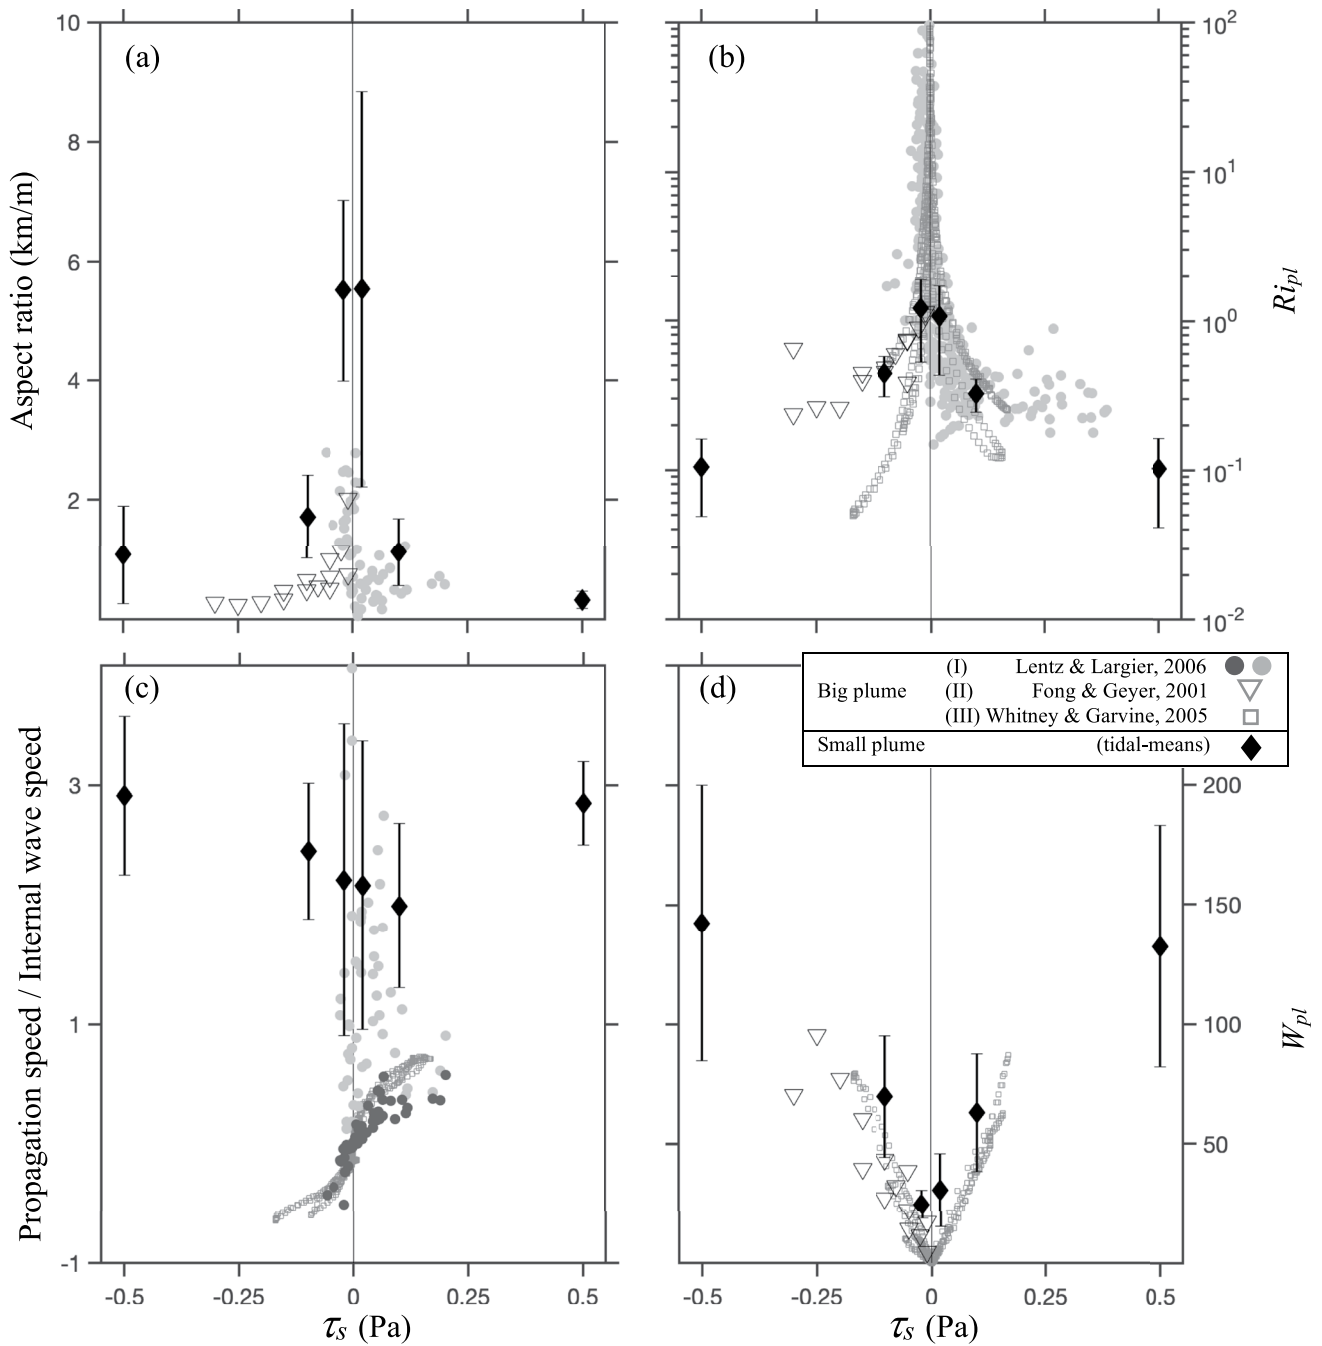 (a)
10
8
6
4
2
Aspect ratio (km/m)
(b)
10²
10¹
10⁰
10⁻¹
10⁻²
Ri_pl
(I) Lentz & Largier, 2006
Big plume (II) Fong & Geyer, 2001
(III) Whitney & Garvine, 2005
Small plume (tidal-means)
(c)
3
1
-1
Propagation speed / Internal wave speed
-0.5 -0.25 0 0.25 0.5
τ_s (Pa)
(d)
200
150
100
50
W_pl
-0.5 -0.25 0 0.25 0.5
τ_s (Pa)